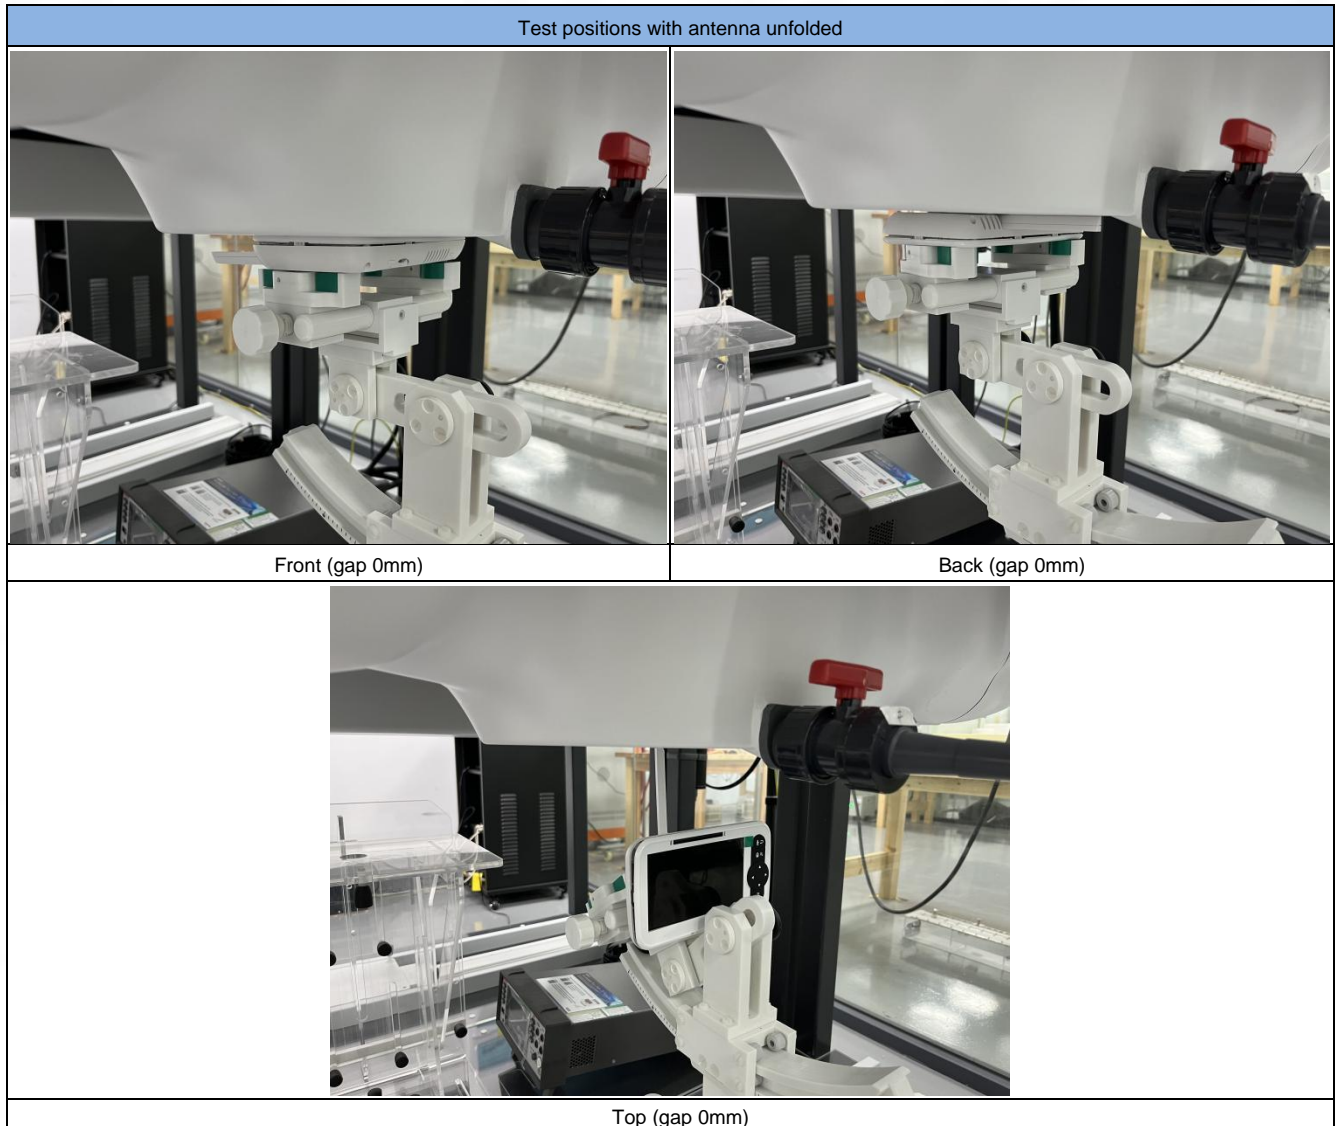 Test positions with antenna unfolded
Front (gap 0mm)
Back (gap 0mm)
Top (gap 0mm)